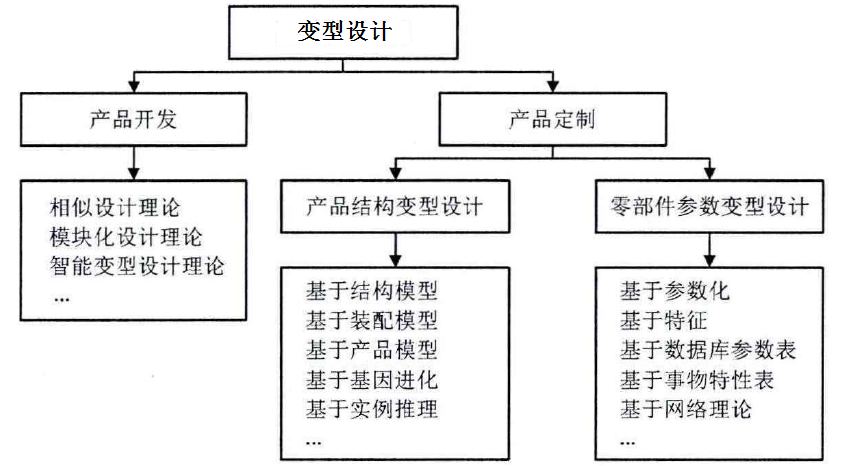 变型设计
产品开发
产品定制
相似设计理论
模块化设计理论
智能变型设计理论
...
产品结构变型设计
零部件参数变型设计
基于结构模型
基于装配模型
基于产品模型
基于基因进化
基于实例推理
...
基于参数化
基于特征
基于数据库参数表
基于事物特性表
基于网络理论
...